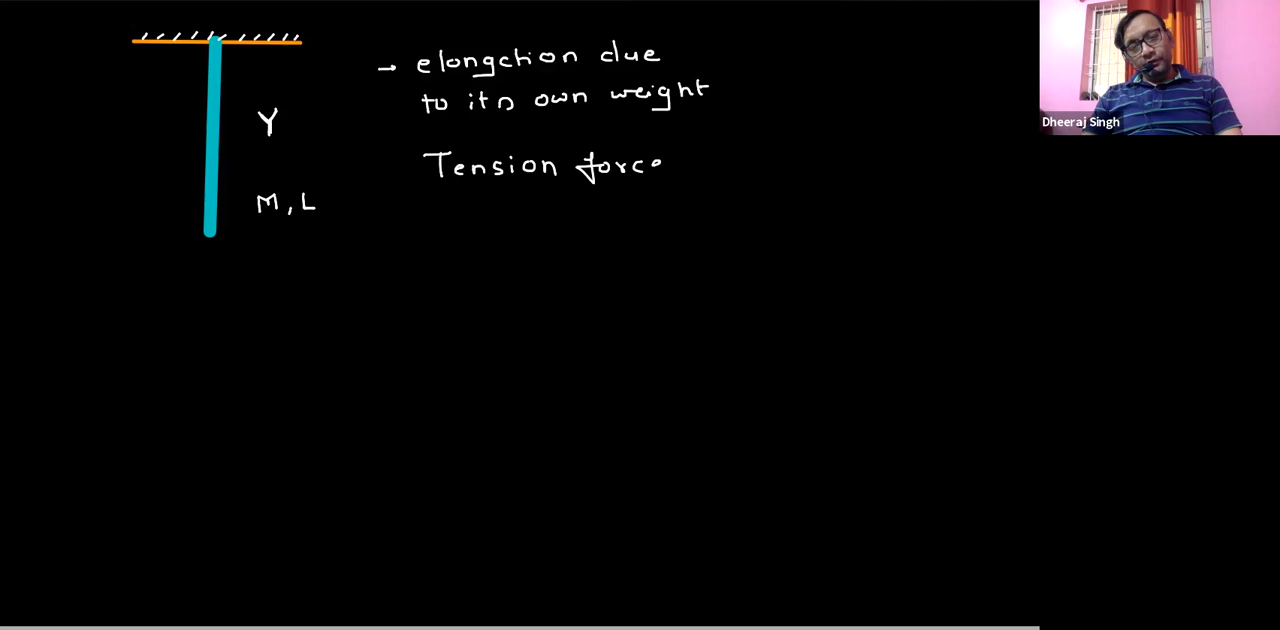 → elongation due
to its own weight
Tension force
Y
M, L
Dheeraj Singh